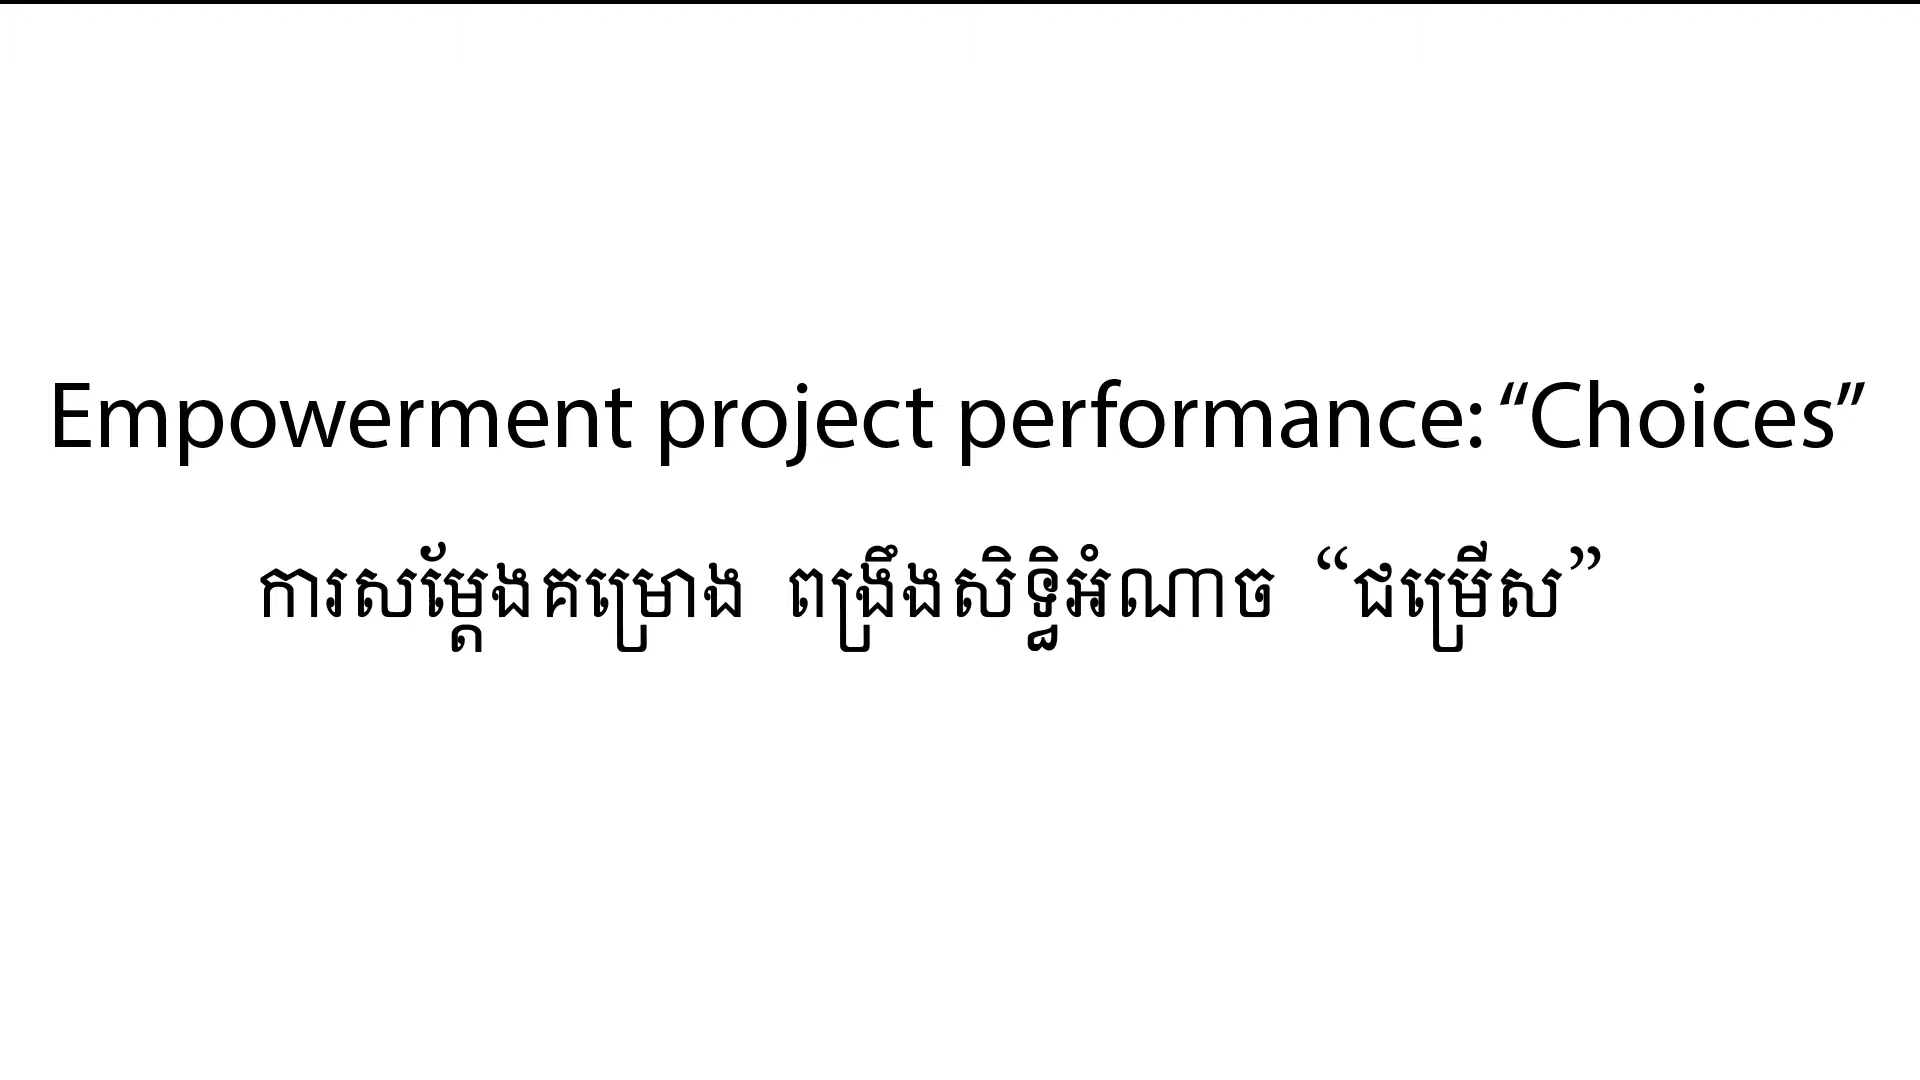 Empowerment project performance: “Choices”
ការសម្ដែងគម្រោង ពង្រឹងសិទ្ធិអំណាច “ជម្រើស”